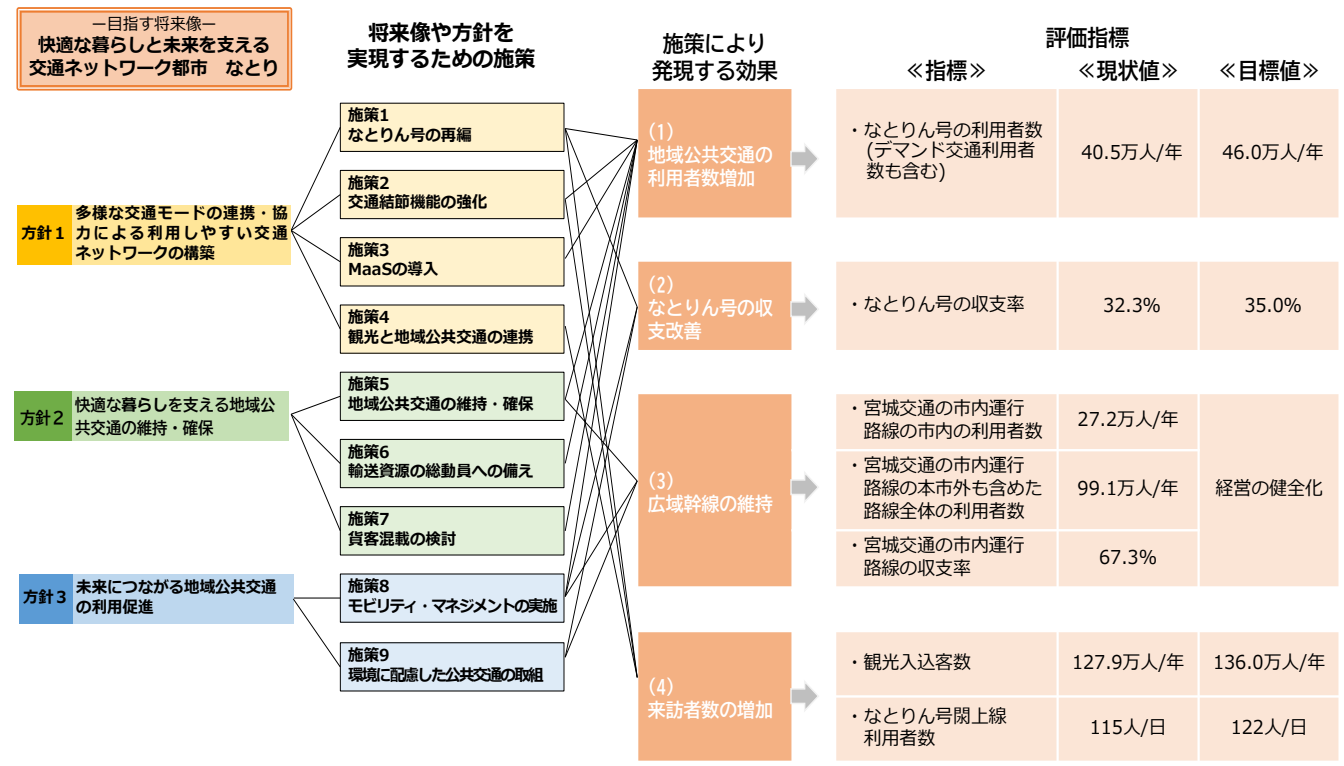 ー目指す将来像ー
快適な暮らしと未来を支える
交通ネットワーク都市　なとり
将来像や方針を
実現するための施策
施策により
発現する効果
評価指標
≪指標≫
≪現状値≫
≪目標値≫
方針1
多様な交通モードの連携・協
力による利用しやすい交通
ネットワークの構築
方針2
快適な暮らしを支える地域公
共交通の維持・確保
方針3
未来につながる地域公共交通
の利用促進
施策1
なとりん号の再編
施策2
交通結節機能の強化
施策3
MaaSの導入
施策4
観光と地域公共交通の連携
施策5
地域公共交通の維持・確保
施策6
輸送資源の総動員への備え
施策7
貨客混載の検討
施策8
モビリティ・マネジメントの実施
施策9
環境に配慮した公共交通の取組
(1)
地域公共交通の
利用者数増加
・なとりん号の利用者数
(デマンド交通利用者
数も含む)
40.5万人/年
46.0万人/年
(2)
なとりん号の収
支改善
・なとりん号の収支率
32.3%
35.0%
(3)
広域幹線の維持
・宮城交通の市内運行
路線の市内の利用者数
27.2万人/年
・宮城交通の市内運行
路線の本市外も含めた
路線全体の利用者数
99.1万人/年
・宮城交通の市内運行
路線の収支率
67.3%
経営の健全化
(4)
来訪者数の増加
・観光入込客数
127.9万人/年
136.0万人/年
・なとりん号閖上線
利用者数
115人/日
122人/日